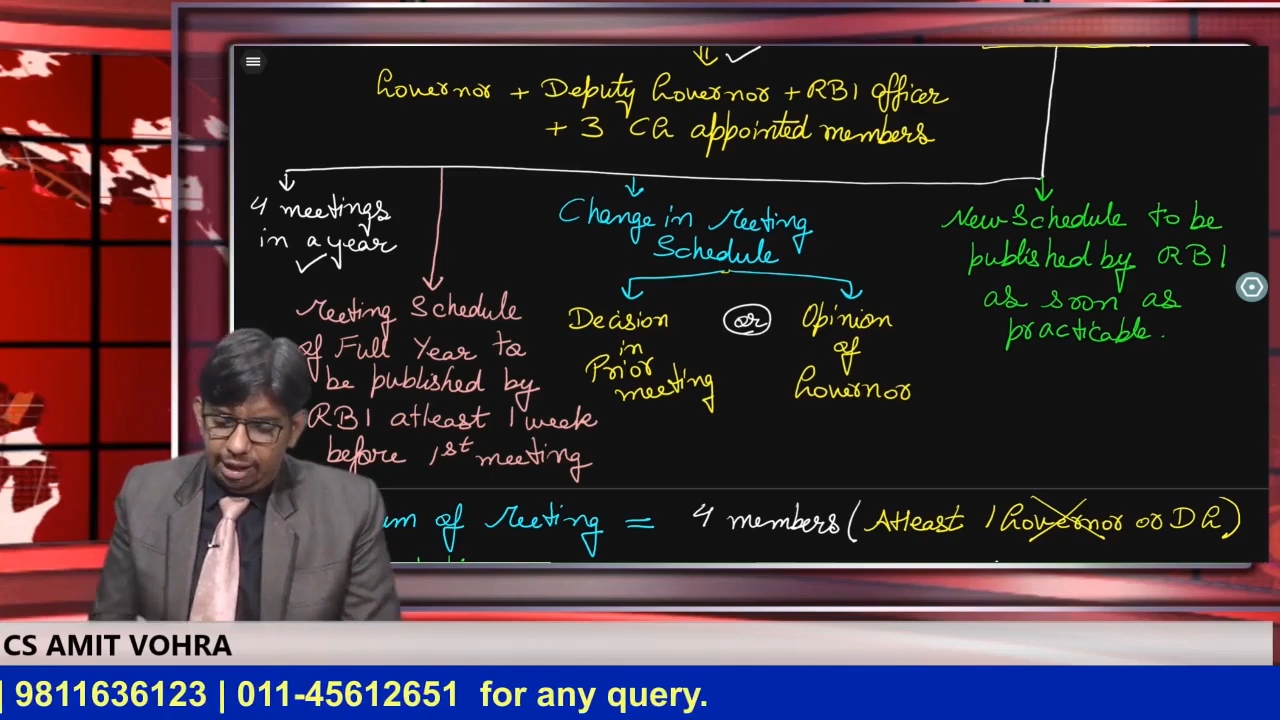 Governor + Deputy Governor + RBI officer
+ 3 CG appointed members
4 meetings
in a year
Meeting Schedule
of Full Year to
be published by
RBI atleast 1 week
before 1st meeting
Change in Meeting
Schedule
Decision
in
Prior
meeting
or
Opinion
of
Governor
New Schedule to be
published by RBI
as soon as
practicable.
of Meeting = 4 members (Atleast 1 Governor or DG)
CS AMIT VOHRA
| 9811636123 | 011-45612651 for any query.